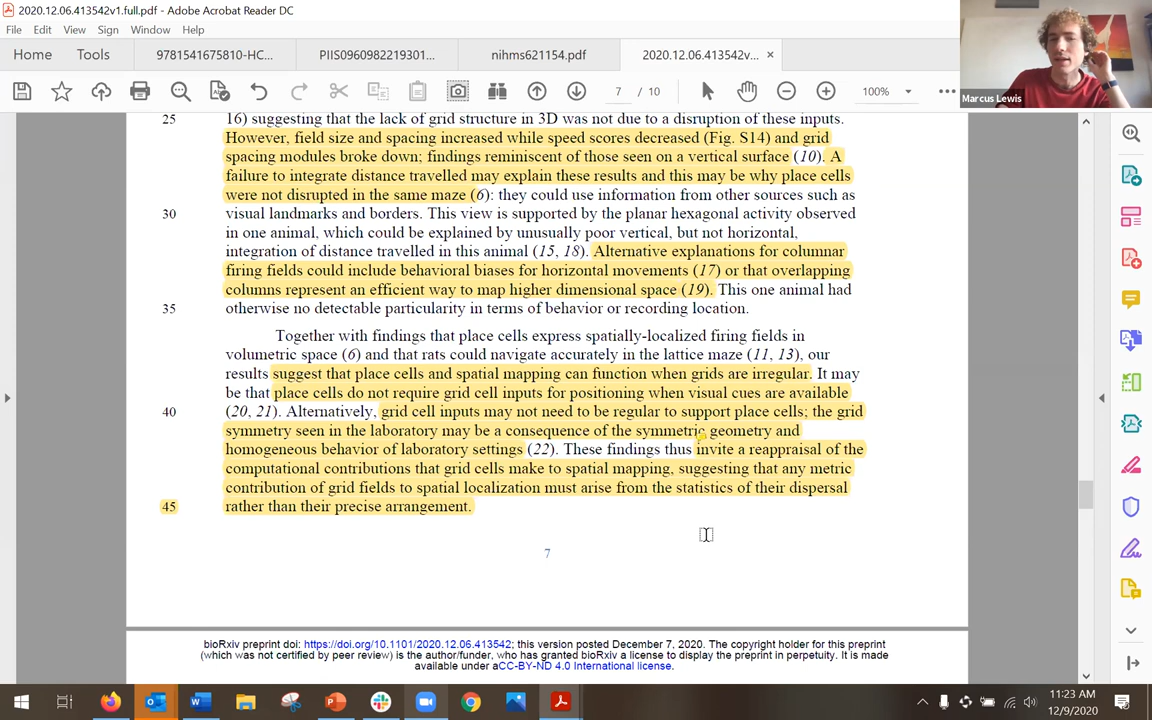 2020.12.06.413542v1.full.pdf - Adobe Acrobat Reader DC
File Edit View Sign Window Help
Home Tools 9781541675810-HC... PIIS0960982219301... nihms621154.pdf 2020.12.06.413542v... ×
7 / 10 100%
Marcus Lewis
25 16) suggesting that the lack of grid structure in 3D was not due to a disruption of these inputs.
However, field size and spacing increased while speed scores decreased (Fig. S14) and grid
spacing modules broke down; findings reminiscent of those seen on a vertical surface (10). A
failure to integrate distance travelled may explain these results and this may be why place cells
were not disrupted in the same maze (6): they could use information from other sources such as
30 visual landmarks and borders. This view is supported by the planar hexagonal activity observed
in one animal, which could be explained by unusually poor vertical, but not horizontal,
integration of distance travelled in this animal (15, 18). Alternative explanations for columnar
firing fields could include behavioral biases for horizontal movements (17) or that overlapping
columns represent an efficient way to map higher dimensional space (19). This one animal had
35 otherwise no detectable particularity in terms of behavior or recording location.
Together with findings that place cells express spatially-localized firing fields in
volumetric space (6) and that rats could navigate accurately in the lattice maze (11, 13), our
results suggest that place cells and spatial mapping can function when grids are irregular. It may
be that place cells do not require grid cell inputs for positioning when visual cues are available
40 (20, 21). Alternatively, grid cell inputs may not need to be regular to support place cells; the grid
symmetry seen in the laboratory may be a consequence of the symmetric geometry and
homogeneous behavior of laboratory settings (22). These findings thus invite a reappraisal of the
computational contributions that grid cells make to spatial mapping, suggesting that any metric
contribution of grid fields to spatial localization must arise from the statistics of their dispersal
45 rather than their precise arrangement.
7
bioRxiv preprint doi: https://doi.org/10.1101/2020.12.06.413542; this version posted December 7, 2020. The copyright holder for this preprint
(which was not certified by peer review) is the author/funder, who has granted bioRxiv a license to display the preprint in perpetuity. It is made
available under aCC-BY-ND 4.0 International license.
11:23 AM
12/9/2020